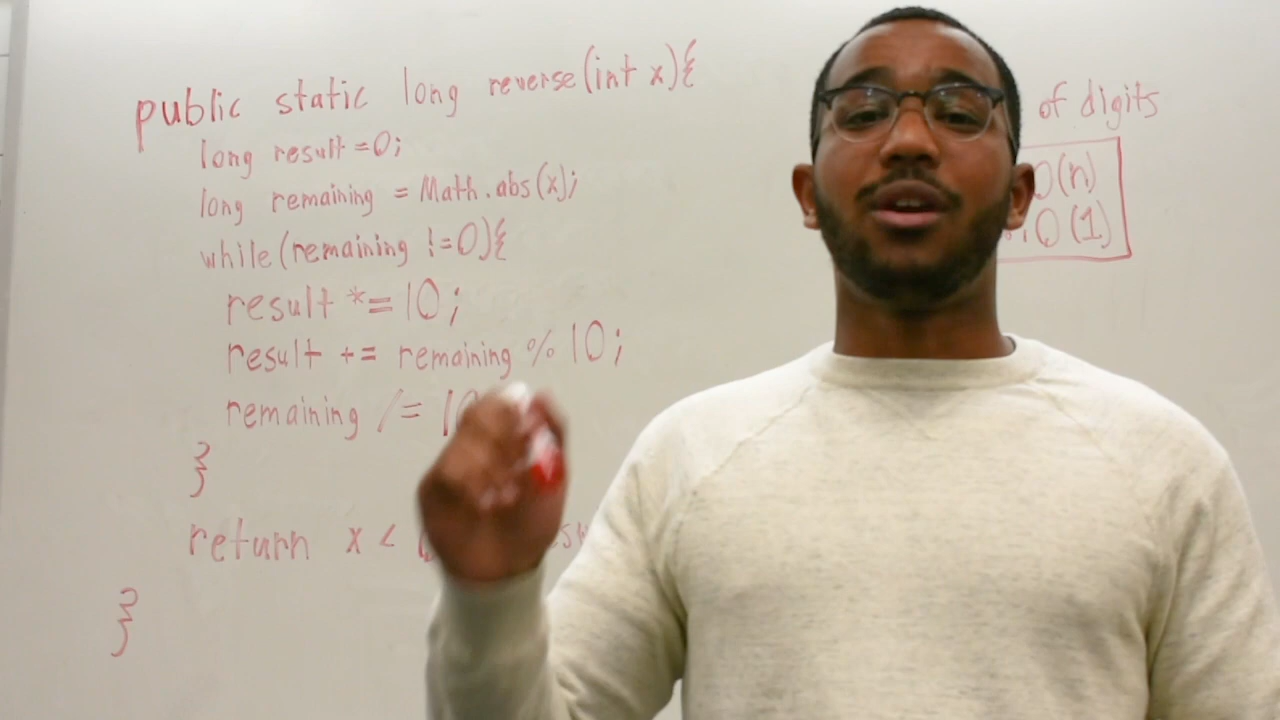 public static long reverse(int x){
long result =0;
long remaining = Math.abs(x);
while(remaining !=0){
result *= 10;
result += remaining % 10;
remaining /= 10
}
return x <
}
of digits
O(n)
O(1)